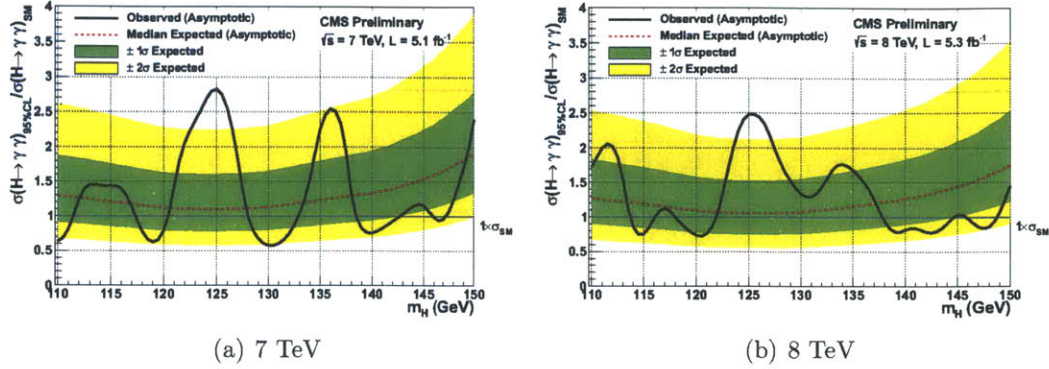 σ(H→γ γ)95%CL/σ(H→γ γ)SM
4
3.5
3
2.5
2
1.5
1
0.5
0
Observed (Asymptotic)
Median Expected (Asymptotic)
± 1σ Expected
± 2σ Expected
CMS Preliminary
√s = 7 TeV, L = 5.1 fb⁻¹
1×σSM
110 115 120 125 130 135 140 145 150
mH (GeV)
(a) 7 TeV
σ(H→γ γ)95%CL/σ(H→γ γ)SM
4
3.5
3
2.5
2
1.5
1
0.5
0
Observed (Asymptotic)
Median Expected (Asymptotic)
± 1σ Expected
± 2σ Expected
CMS Preliminary
√s = 8 TeV, L = 5.3 fb⁻¹
1×σSM
110 115 120 125 130 135 140 145 150
mH (GeV)
(b) 8 TeV